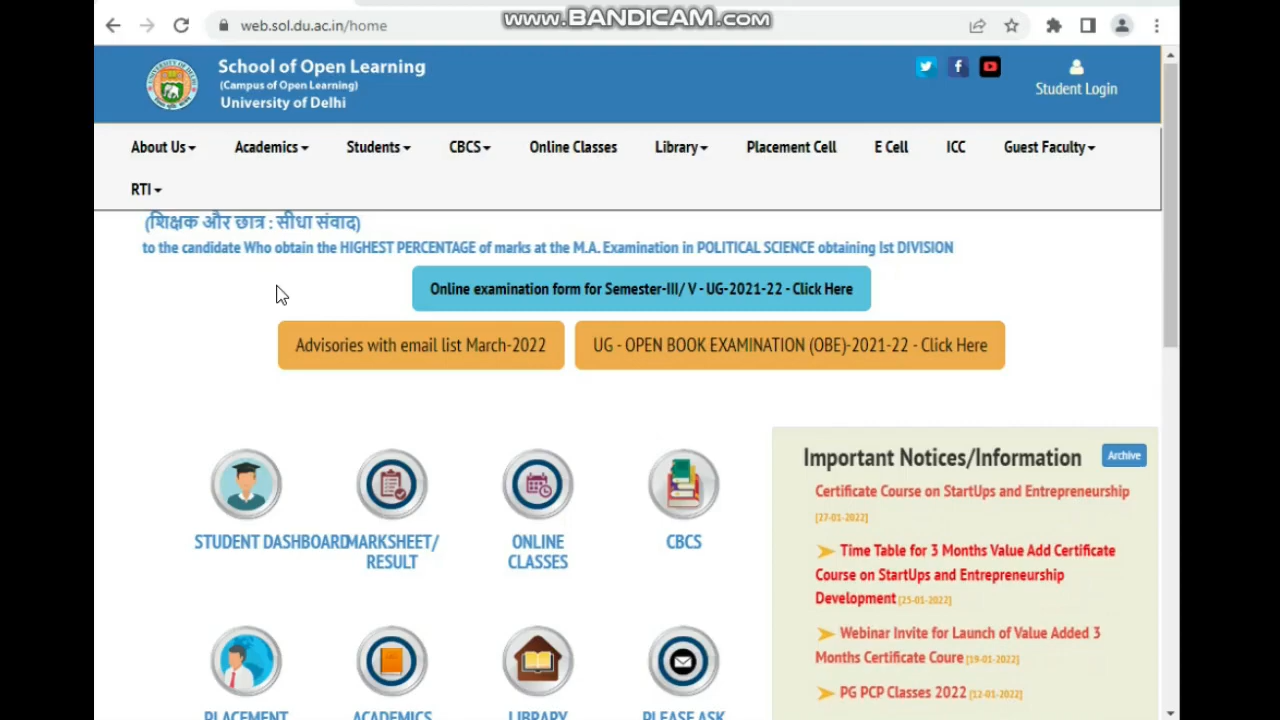 WWW.BANDICAM.COM
web.sol.du.ac.in/home
School of Open Learning
(Campus of Open Learning)
University of Delhi
Student Login
About Us
Academics
Students
CBCS
Online Classes
Library
Placement Cell
E Cell
ICC
Guest Faculty
RTI
(शिक्षक और छात्र : सीधा संवाद)
to the candidate Who obtain the HIGHEST PERCENTAGE of marks at the M.A. Examination in POLITICAL SCIENCE obtaining Ist DIVISION
Online examination form for Semester-III/ V - UG-2021-22 - Click Here
Advisories with email list March-2022
UG - OPEN BOOK EXAMINATION (OBE)-2021-22 - Click Here
STUDENT DASHBOARD
MARKSHEET/
RESULT
ONLINE
CLASSES
CBCS
PLACEMENT
ACADEMICS
LIBRARY
PLEASE ASK
Important Notices/Information
Archive
Certificate Course on StartUps and Entrepreneurship
[27-01-2022]
Time Table for 3 Months Value Add Certificate
Course on StartUps and Entrepreneurship
Development [25-01-2022]
Webinar Invite for Launch of Value Added 3
Months Certificate Coure [19-01-2022]
PG PCP Classes 2022 [12-01-2022]